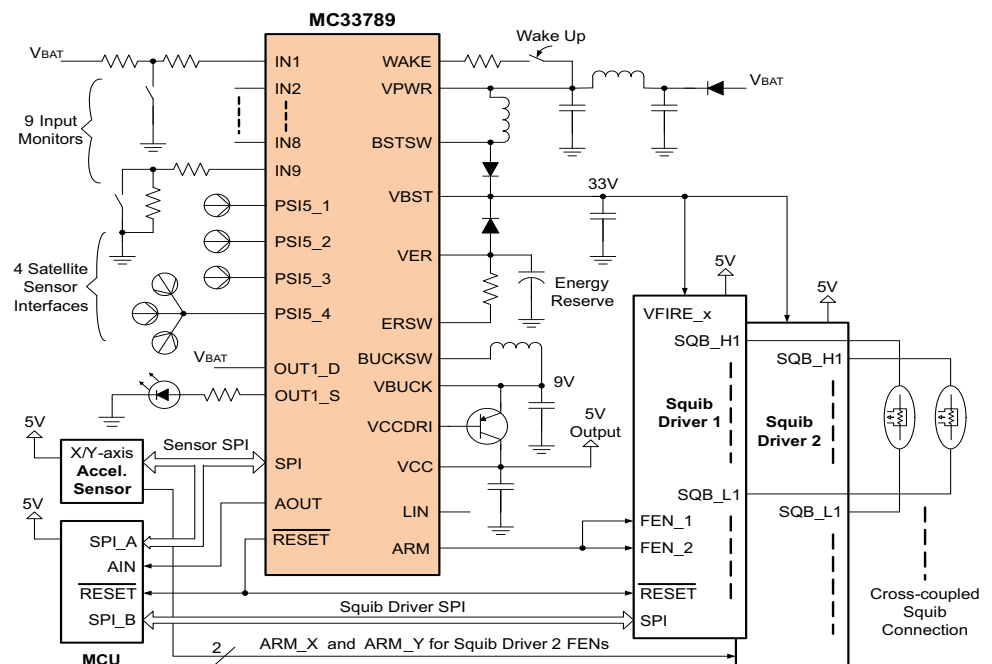 MC33789
VBAT
IN1
IN2
IN8
IN9
9 Input
Monitors
PSI5_1
PSI5_2
PSI5_3
PSI5_4
4 Satellite
Sensor
Interfaces
VBAT
OUT1_D
OUT1_S
SPI
AOUT
RESET
WAKE
VPWR
BSTSW
VBST
VER
ERSW
BUCKSW
VBUCK
VCCDRI
VCC
LIN
ARM
Wake Up
VBAT
33V
Energy
Reserve
9V
5V
Output
5V
5V
VFIRE_x
SQB_H1
Squib
Driver 1
SQB_L1
FEN_1
FEN_2
RESET
SPI
SQB_H1
Squib
Driver 2
SQB_L1
Cross-coupled
Squib
Connection
5V
X/Y-axis
Accel.
Sensor
Sensor SPI
5V
SPI_A
AIN
RESET
SPI_B
MCU
Squib Driver SPI
2
ARM_X and ARM_Y for Squib Driver 2 FENs